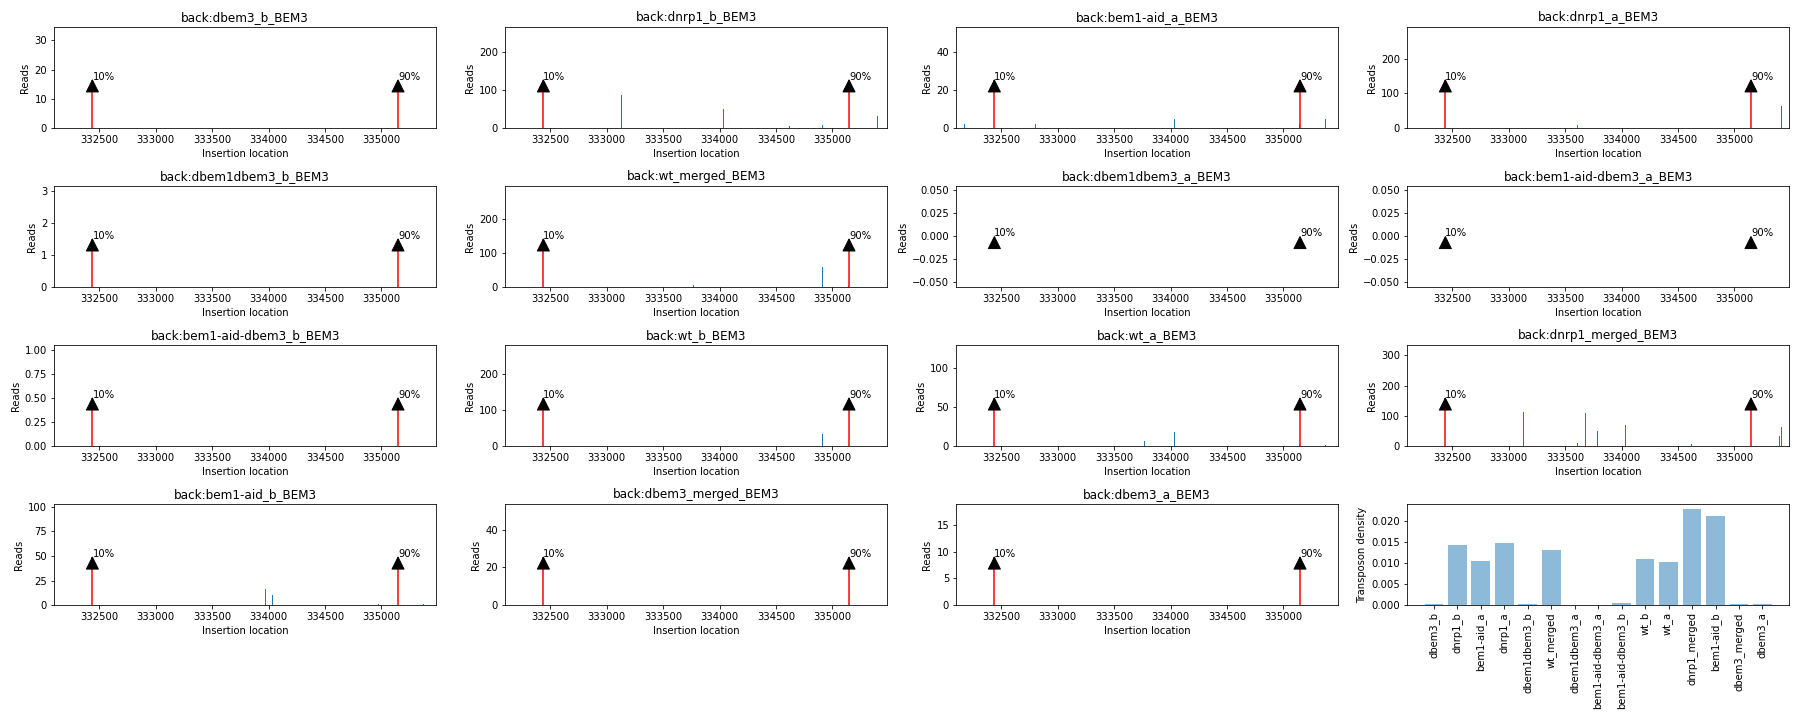 back:dbem3_b_BEM3
Reads
30
20
10
0
10%
90%
332500 333000 333500 334000 334500 335000
Insertion location
back:dnrp1_b_BEM3
Reads
200
100
0
10%
90%
332500 333000 333500 334000 334500 335000
Insertion location
back:bem1-aid_a_BEM3
Reads
40
20
0
10%
90%
332500 333000 333500 334000 334500 335000
Insertion location
back:dnrp1_a_BEM3
Reads
200
100
0
10%
90%
332500 333000 333500 334000 334500 335000
Insertion location
back:dbem1dbem3_b_BEM3
Reads
3
2
1
0
10%
90%
332500 333000 333500 334000 334500 335000
Insertion location
back:wt_merged_BEM3
Reads
200
100
0
10%
90%
332500 333000 333500 334000 334500 335000
Insertion location
back:dbem1dbem3_a_BEM3
Reads
0.050
0.025
0.000
−0.025
−0.050
10%
90%
332500 333000 333500 334000 334500 335000
Insertion location
back:bem1-aid-dbem3_a_BEM3
Reads
0.050
0.025
0.000
−0.025
−0.050
10%
90%
332500 333000 333500 334000 334500 335000
Insertion location
back:bem1-aid-dbem3_b_BEM3
Reads
1.00
0.75
0.50
0.25
0.00
10%
90%
332500 333000 333500 334000 334500 335000
Insertion location
back:wt_b_BEM3
Reads
200
100
0
10%
90%
332500 333000 333500 334000 334500 335000
Insertion location
back:wt_a_BEM3
Reads
100
50
0
10%
90%
332500 333000 333500 334000 334500 335000
Insertion location
back:dnrp1_merged_BEM3
Reads
300
200
100
0
10%
90%
332500 333000 333500 334000 334500 335000
Insertion location
back:bem1-aid_b_BEM3
Reads
100
75
50
25
0
10%
90%
332500 333000 333500 334000 334500 335000
Insertion location
back:dbem3_merged_BEM3
Reads
40
20
0
10%
90%
332500 333000 333500 334000 334500 335000
Insertion location
back:dbem3_a_BEM3
Reads
15
10
5
0
10%
90%
332500 333000 333500 334000 334500 335000
Insertion location
Transposon density
0.020
0.015
0.010
0.005
0.000
dbem3_b
dnrp1_b
bem1-aid_a
dnrp1_a
dbem1dbem3_b
wt_merged
dbem1dbem3_a
bem1-aid-dbem3_a
bem1-aid-dbem3_b
wt_b
wt_a
dnrp1_merged
bem1-aid_b
dbem3_merged
dbem3_a